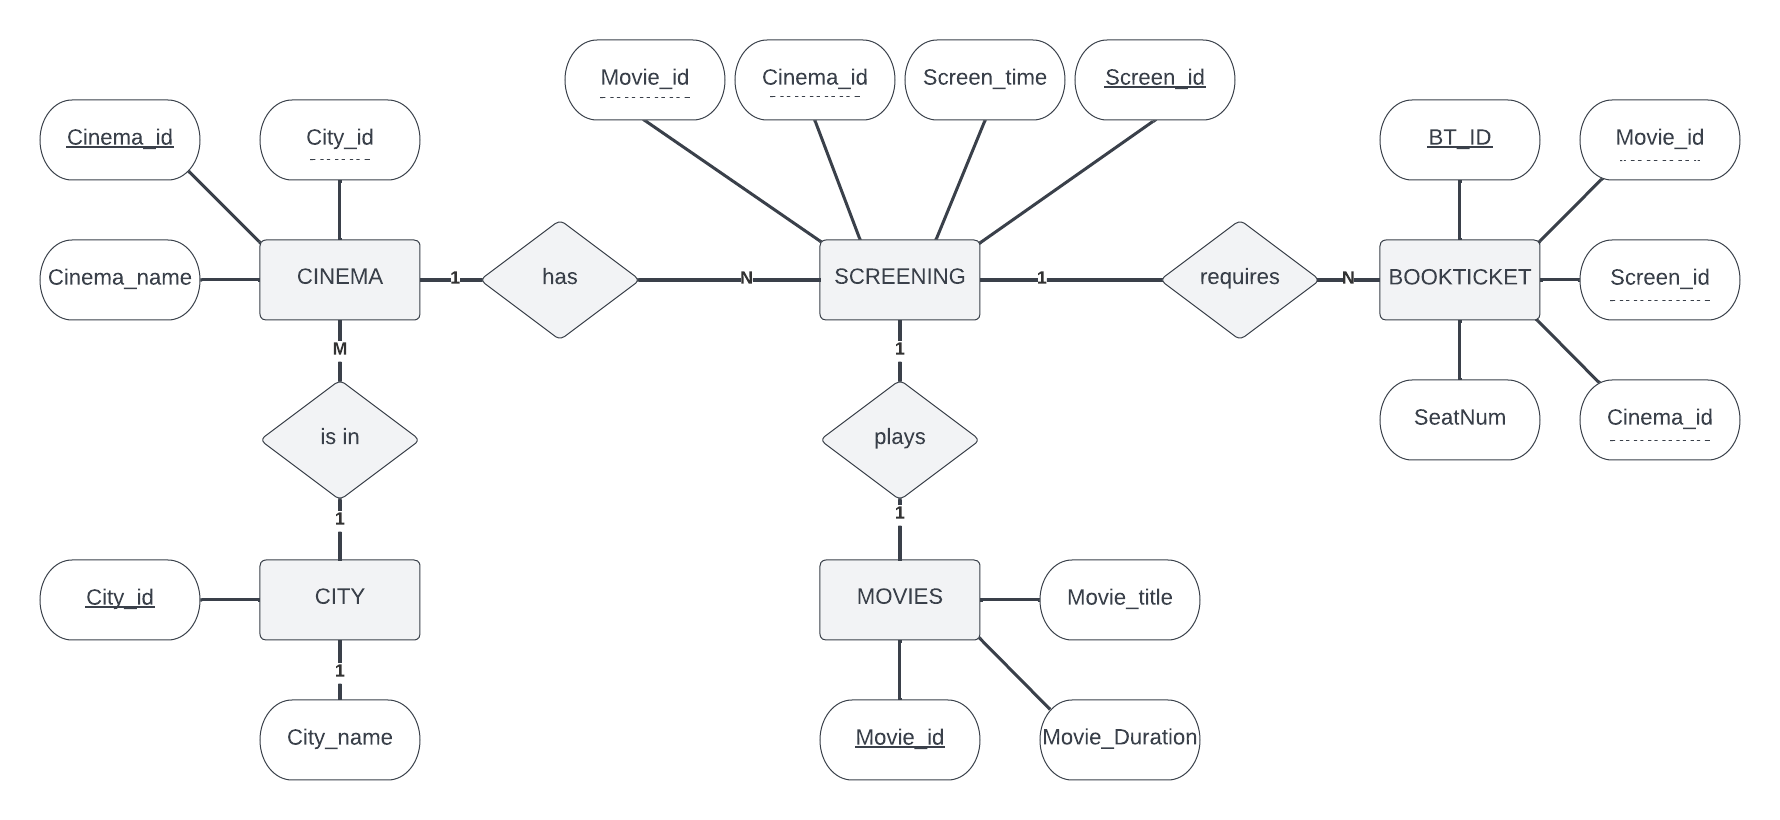 Movie_id
Cinema_id
Screen_time
Screen_id
Cinema_id
City_id
BT_ID
Movie_id
Cinema_name
CINEMA
1
has
N
SCREENING
1
requires
N
BOOKTICKET
Screen_id
M
1
is in
plays
SeatNum
Cinema_id
1
1
City_id
CITY
MOVIES
Movie_title
1
City_name
Movie_id
Movie_Duration